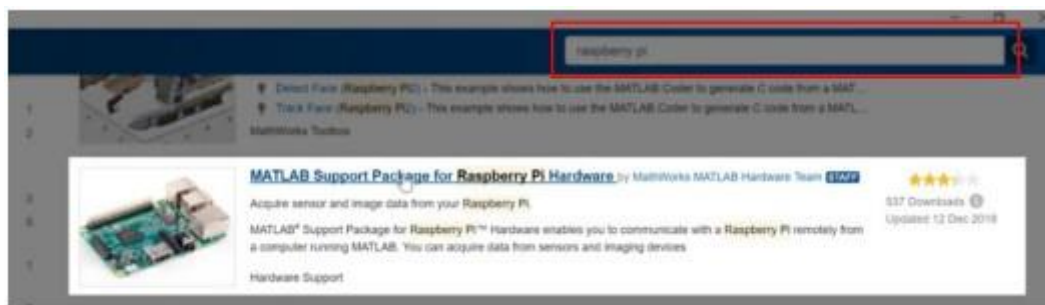 raspberry pi
Detect Face (Raspberry Pi2) - This example shows how to use the MATLAB Coder to generate C code from a MAT...
Track Face (Raspberry Pi2) - This example shows how to use the MATLAB Coder to generate C code from a MATL...
MathWorks Toolbox
MATLAB Support Package for Raspberry Pi Hardware by MathWorks MATLAB Hardware Team STAFF
Acquire sensor and image data from your Raspberry Pi.
537 Downloads
MATLAB® Support Package for Raspberry Pi™ Hardware enables you to communicate with a Raspberry Pi remotely from
Updated 12 Dec 2018
a computer running MATLAB. You can acquire data from sensors and imaging devices
Hardware Support